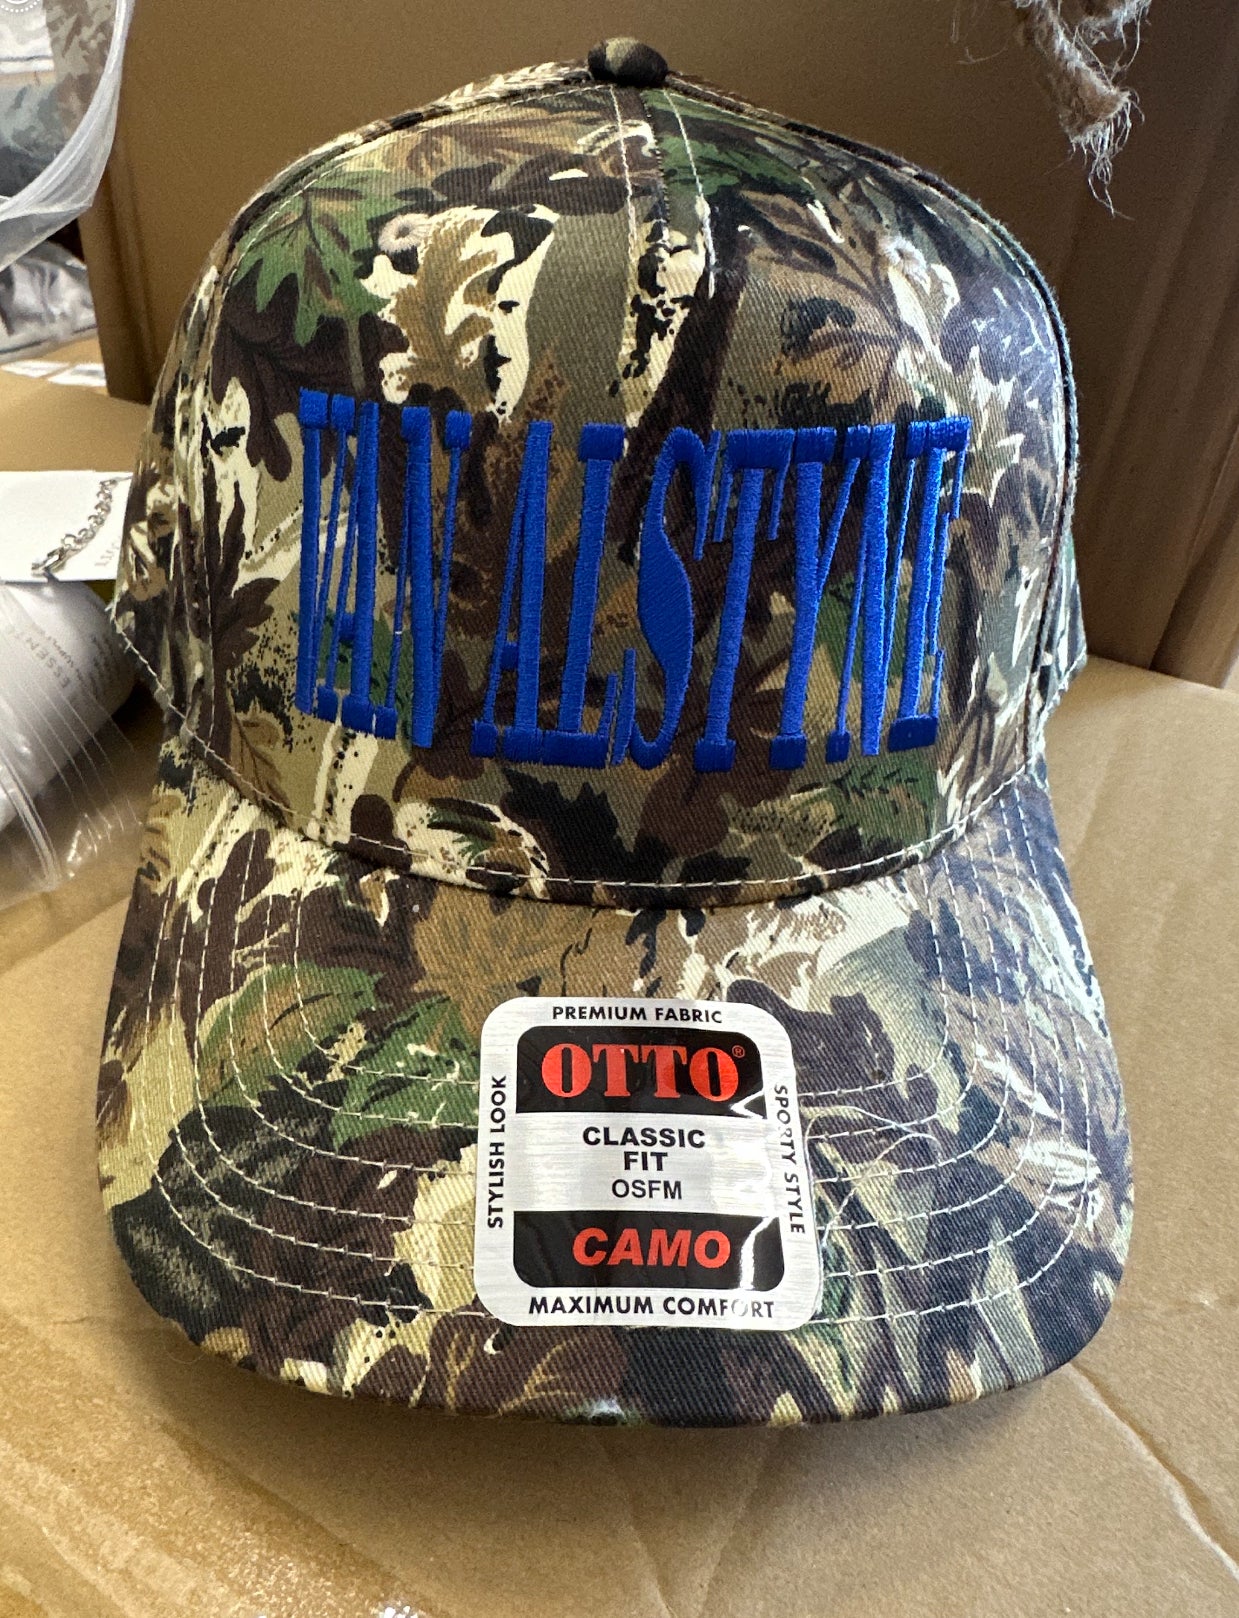 VAN ALSTYNE
PREMIUM FABRIC
OTTO®
STYLISH LOOK
CLASSIC
FIT
OSFM
SPORTY STYLE
CAMO
MAXIMUM COMFORT